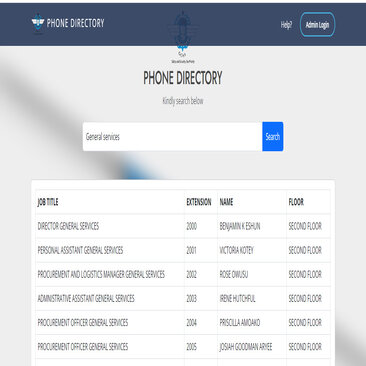 PHONE DIRECTORY
Help?
Admin Login
PHONE DIRECTORY
Kindly search below
General services
Search
JOB TITLE EXTENSION NAME FLOOR
DIRECTOR GENERAL SERVICES 2000 BENJAMIN K ESHUN SECOND FLOOR
PERSONAL ASSISTANT GENERAL SERVICES 2001 VICTORIA KOTEY SECOND FLOOR
PROCUREMENT AND LOGISTICS MANAGER GENERAL SERVICES 2002 ROSE OWUSU SECOND FLOOR
ADMNISTRATIVE ASSISTANT GENERAL SERVICES 2003 IRENE HUTCHFUL SECOND FLOOR
PROCUREMENT OFFICER GENERAL SERVICES 2004 PRISCILLA AMOAKO SECOND FLOOR
PROCUREMENT OFFICER GENERAL SERVICES 2005 JOSIAH GOODMAN ARYEE SECOND FLOOR